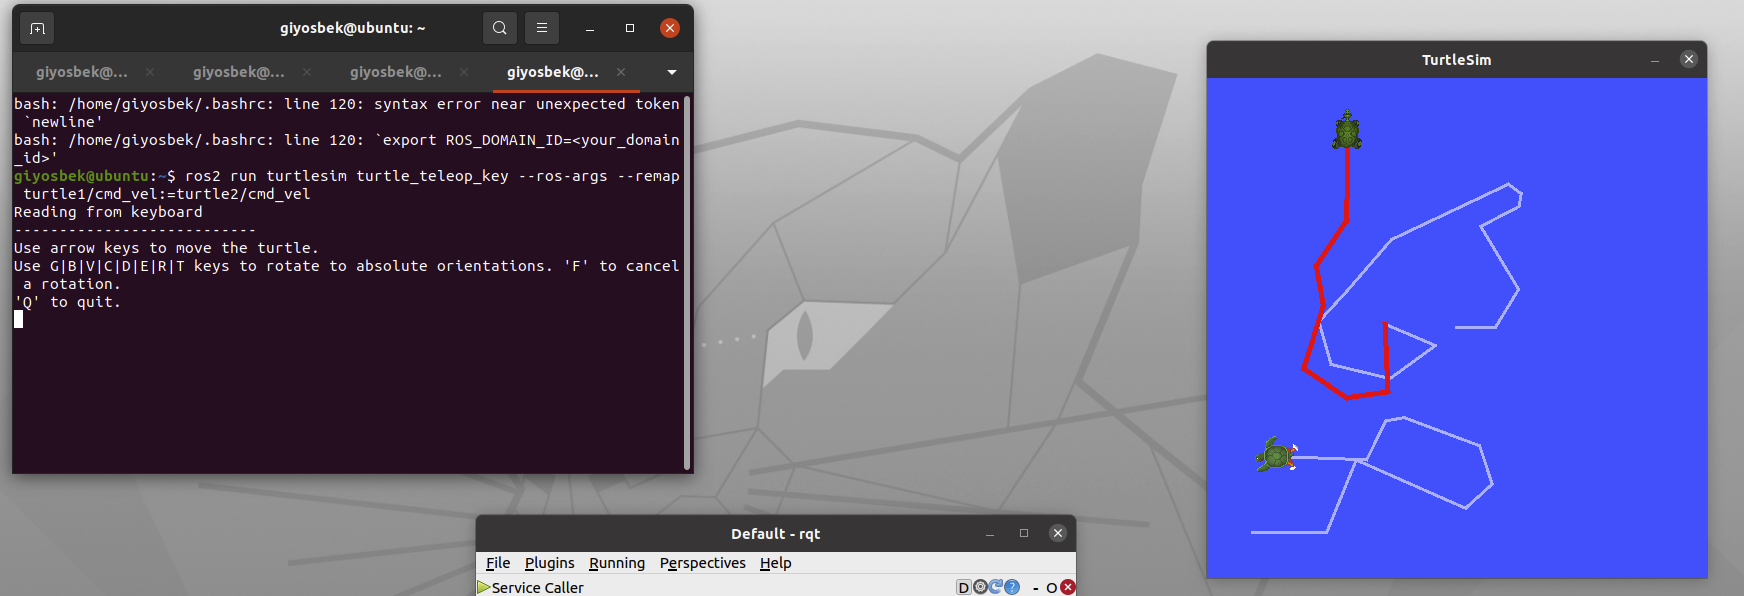 giyosbek@ubuntu: ~
giyosbek@... × giyosbek@... × giyosbek@... × giyosbek@... ×
bash: /home/giyosbek/.bashrc: line 120: syntax error near unexpected token
`newline'
bash: /home/giyosbek/.bashrc: line 120: `export ROS_DOMAIN_ID=<your_domain
_id>'
giyosbek@ubuntu:~$ ros2 run turtlesim turtle_teleop_key --ros-args --remap
turtle1/cmd_vel:=turtle2/cmd_vel
Reading from keyboard
---------------------------
Use arrow keys to move the turtle.
Use G|B|V|C|D|E|R|T keys to rotate to absolute orientations. 'F' to cancel
a rotation.
'Q' to quit.
TurtleSim
Default - rqt
File Plugins Running Perspectives Help
Service Caller D ? - O